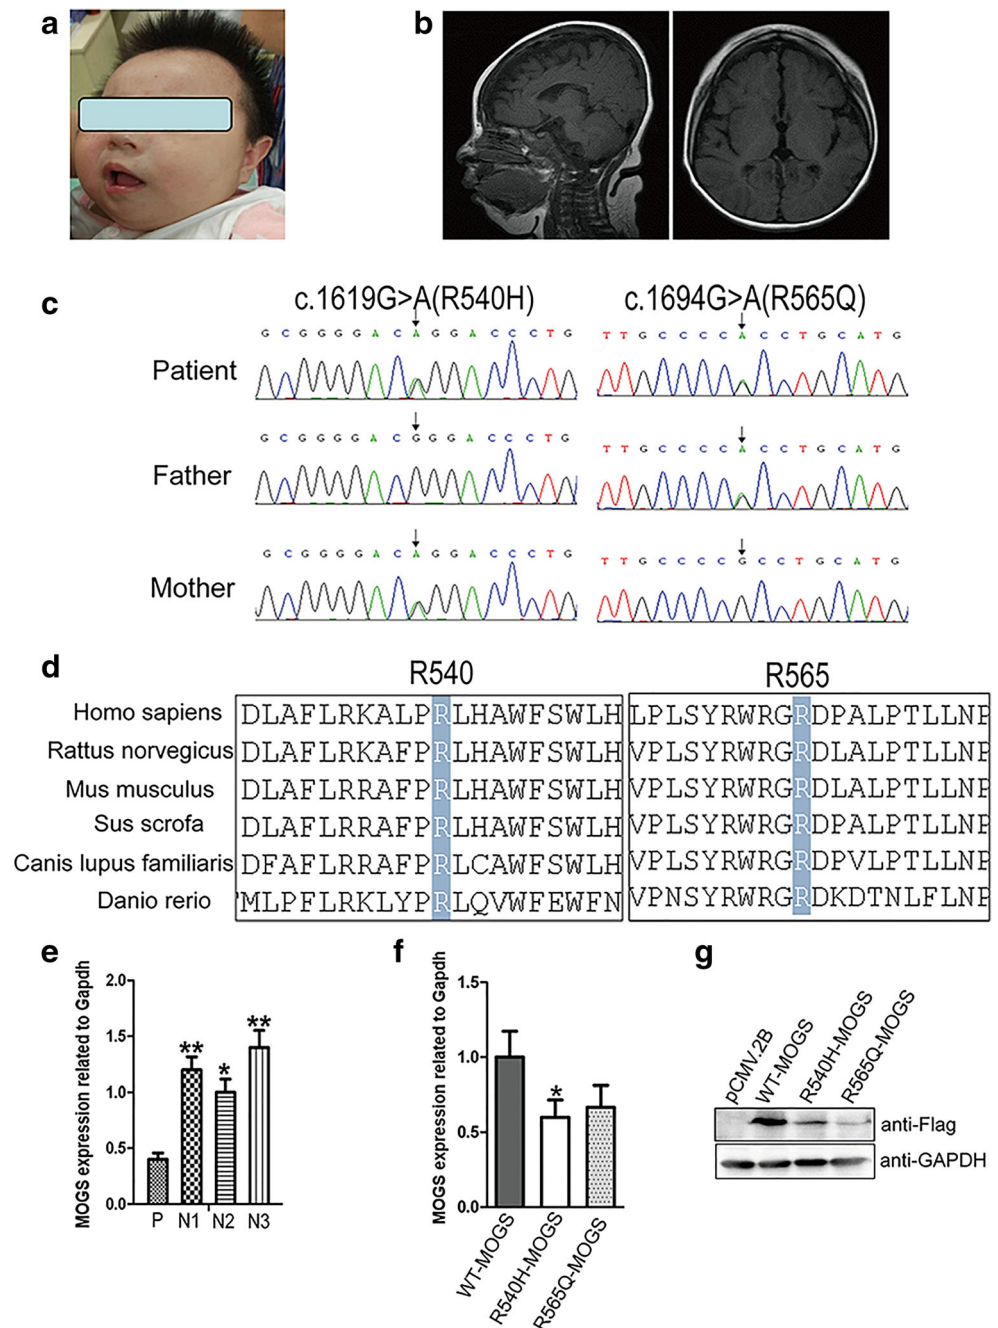 a
b
c
c.1619G>A(R540H)
c.1694G>A(R565Q)
Patient
G C G G G G A C A G G A C C C T G
T T G C C C C A C C T G C A T G
Father
G C G G G G A C G G G A C C C T G
T T G C C C C A C C T G C A T G
Mother
G C G G G G A C A G G A C C C T G
T T G C C C C G C C T G C A T G
d
R540
R565
Homo sapiens DLAFLRKALPRLHAWFSWLH LPLSYRWRGRDPALPTLLNP
Rattus norvegicus DLAFLRKAFPRLHAWFSWLH VPLSYRWRGRDLALPTLLNP
Mus musculus DLAFLRRAFPRLHAWFSWLH VPLSYRWRGRDLALPTLLNP
Sus scrofa DLAFLRRAFPRLHAWFSWLH VPLSYRWRGRDPALPTLLNP
Canis lupus familiaris DFAFLRRAFPRLCAWFSWLH VPLSYRWRGRDPVLPTLLNP
Danio rerio MLPFLRKLYPRLQVWFEWFN VPNSYRWRGRDKDTNLFLNP
e
MOGS expression related to Gapdh
2.0
1.5
1.0
0.5
0.0
** * **
P N1 N2 N3
f
MOGS expression related to Gapdh
1.5
1.0
0.5
0.0
*
WT-MOGS
R540H-MOGS
R565Q-MOGS
g
pCMV.2B
WT-MOGS
R540H-MOGS
R565Q-MOGS
anti-Flag
anti-GAPDH